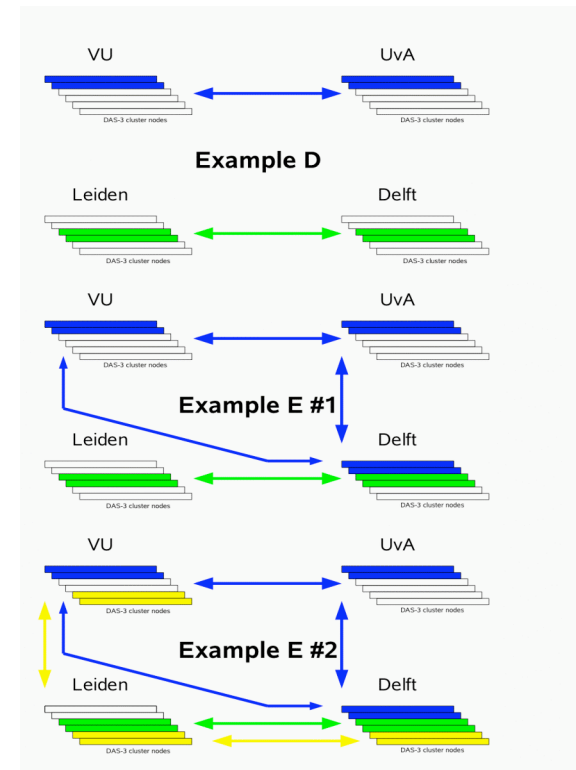 VU UvA
DAS-3 cluster nodes DAS-3 cluster nodes
Example D
Leiden Delft
DAS-3 cluster nodes DAS-3 cluster nodes
VU UvA
DAS-3 cluster nodes DAS-3 cluster nodes
Example E #1
Leiden Delft
DAS-3 cluster nodes DAS-3 cluster nodes
VU UvA
DAS-3 cluster nodes DAS-3 cluster nodes
Example E #2
Leiden Delft
DAS-3 cluster nodes DAS-3 cluster nodes